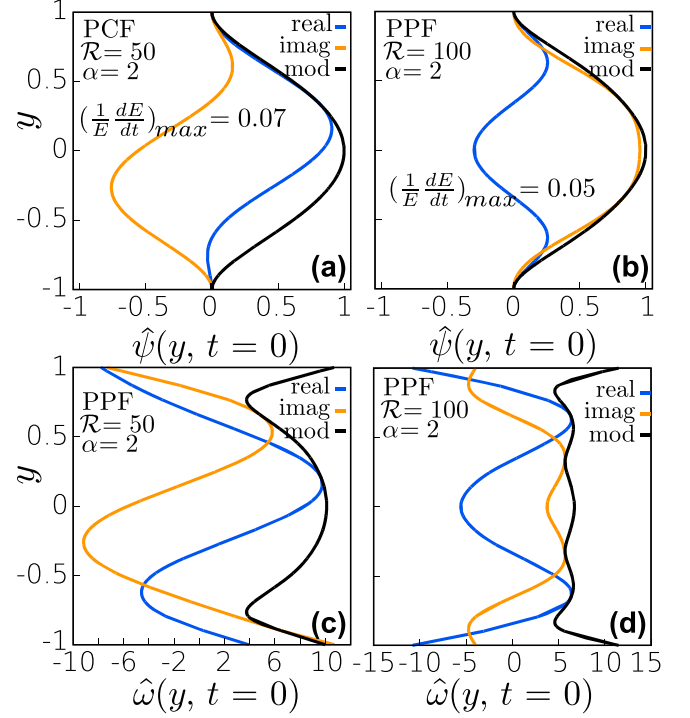 PCF
R = 50
α = 2
real
imag
mod
(1/E dE/dt)max = 0.07
y
1
0.5
0
-0.5
-1
(a)
-1 -0.5 0 0.5 1
ψ̂(y, t = 0)
PPF
R = 100
α = 2
real
imag
mod
(1/E dE/dt)max = 0.05
(b)
-1 -0.5 0 0.5 1
ψ̂(y, t = 0)
PPF
R = 50
α = 2
real
imag
mod
y
1
0.5
0
-0.5
-1
(c)
-10 -6 -2 2 6 10
ω̂(y, t = 0)
PPF
R = 100
α = 2
real
imag
mod
(d)
-15 -10 -5 0 5 10 15
ω̂(y, t = 0)